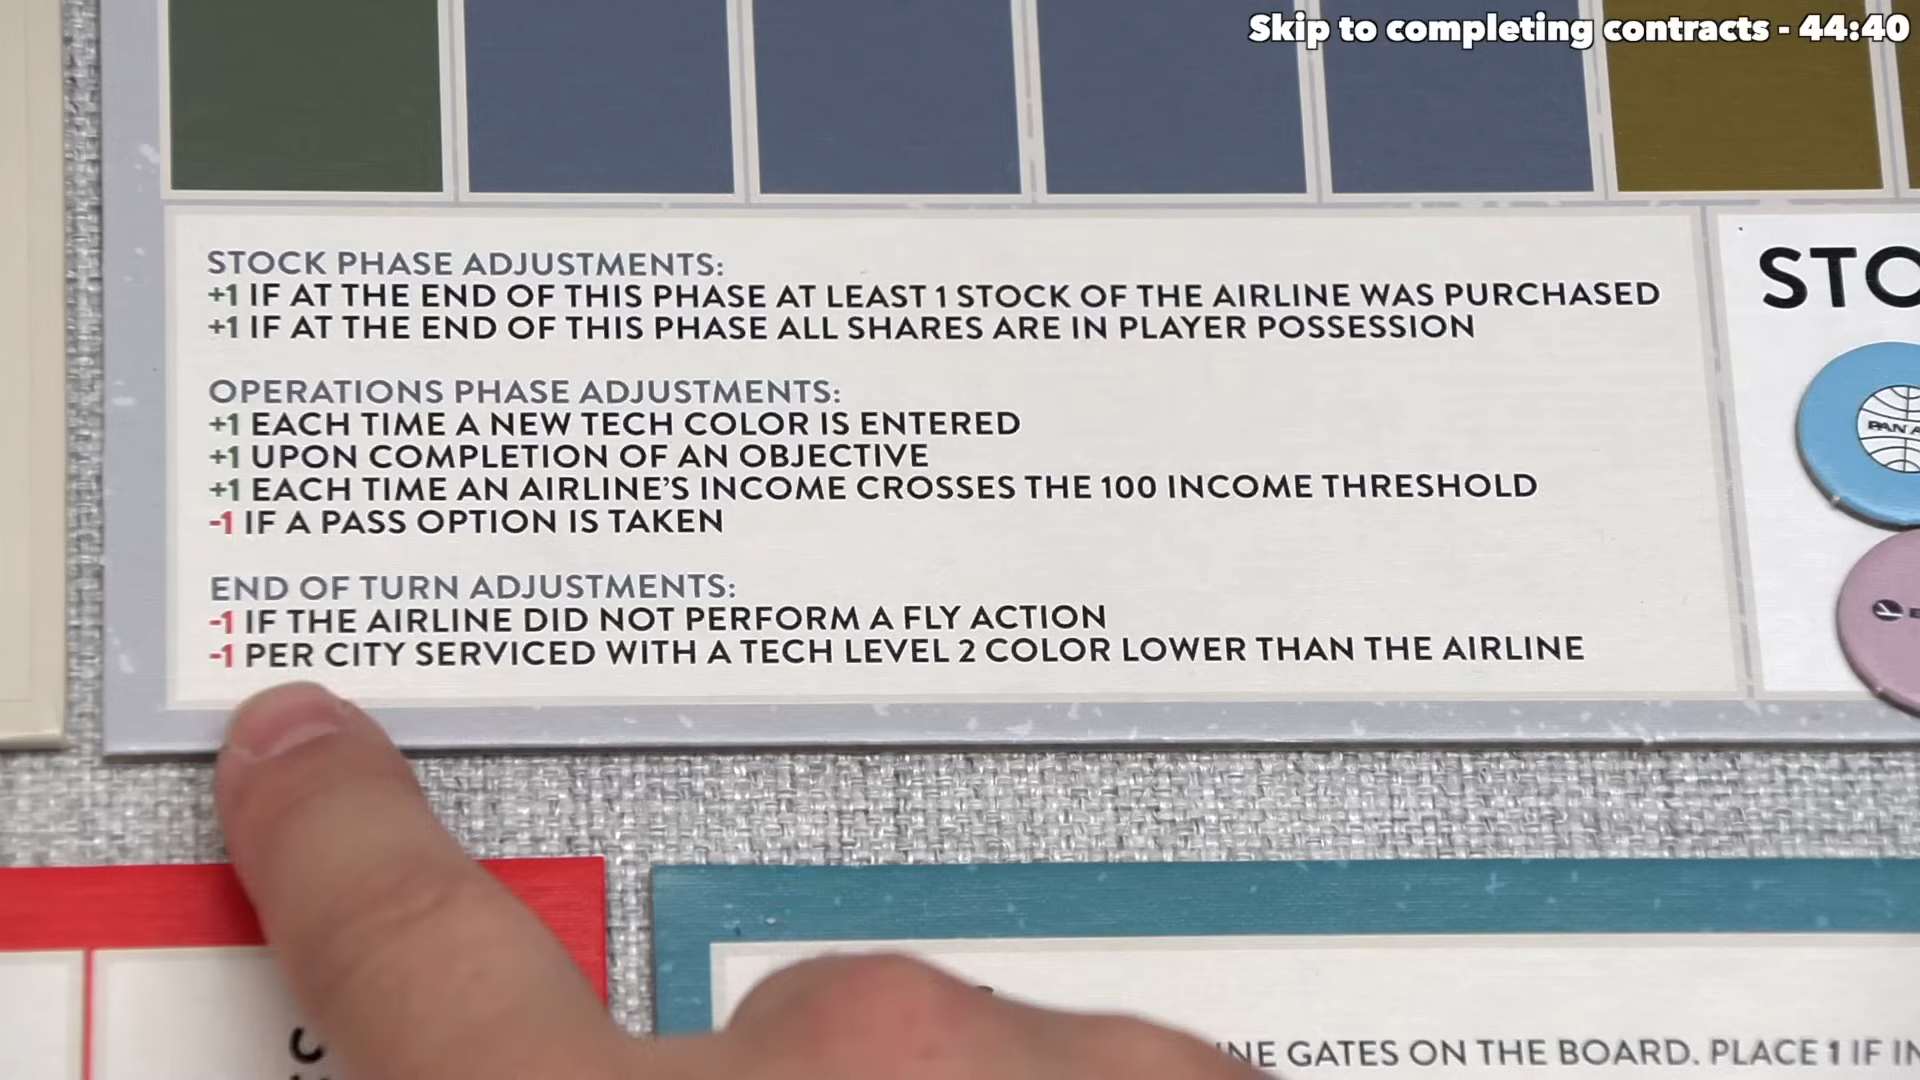 Skip to completing contracts - 44:40
STOCK PHASE ADJUSTMENTS:
+1 IF AT THE END OF THIS PHASE AT LEAST 1 STOCK OF THE AIRLINE WAS PURCHASED
+1 IF AT THE END OF THIS PHASE ALL SHARES ARE IN PLAYER POSSESSION
OPERATIONS PHASE ADJUSTMENTS:
+1 EACH TIME A NEW TECH COLOR IS ENTERED
+1 UPON COMPLETION OF AN OBJECTIVE
+1 EACH TIME AN AIRLINE'S INCOME CROSSES THE 100 INCOME THRESHOLD
-1 IF A PASS OPTION IS TAKEN
END OF TURN ADJUSTMENTS:
-1 IF THE AIRLINE DID NOT PERFORM A FLY ACTION
-1 PER CITY SERVICED WITH A TECH LEVEL 2 COLOR LOWER THAN THE AIRLINE
STO
PAN A
GATES ON THE BOARD. PLACE 1 IF IN